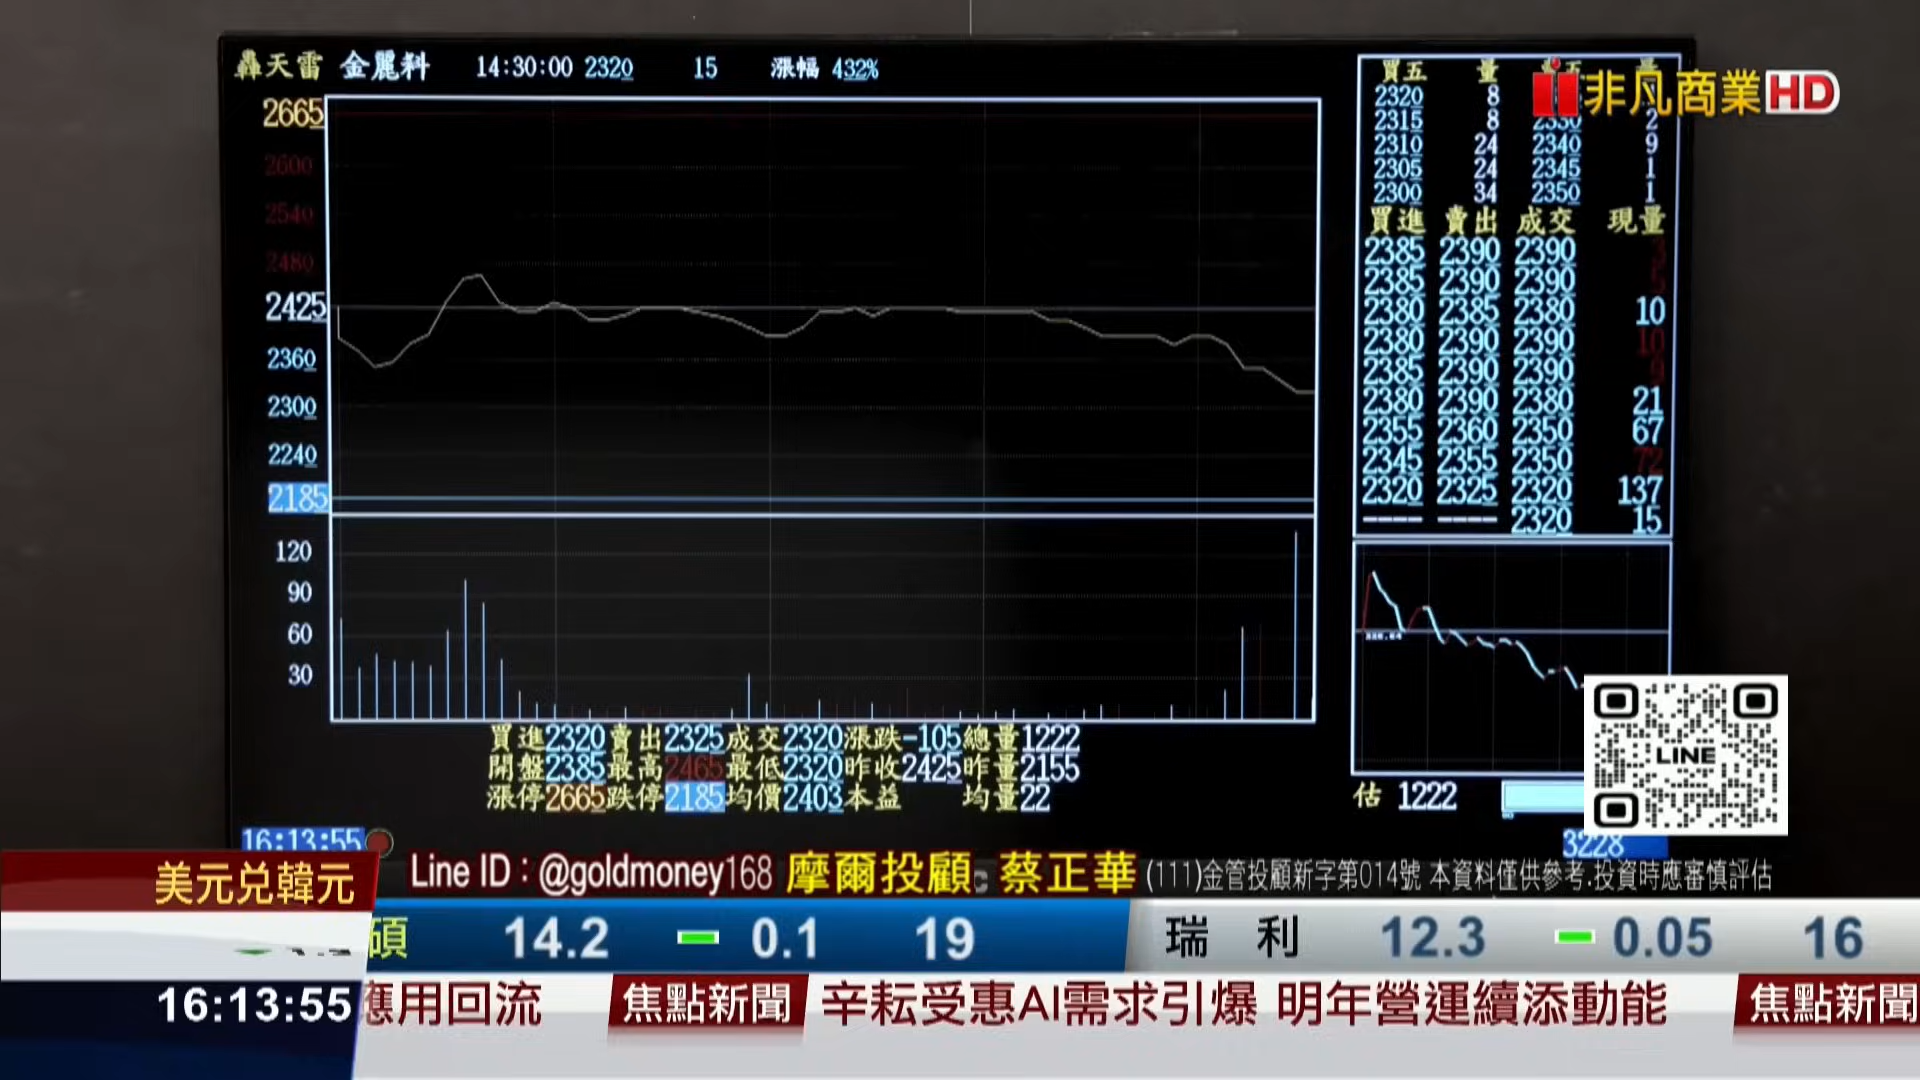 轟天雷 金麗科 14:30:00 2320 15 漲幅 4.32%
2665
2600
2540
2480
2425
2360
2300
2240
2185
120
90
60
30
買五 量
2320 8
2315 8 2330 2
2310 24 2340 9
2305 24 2345 1
2300 34 2350 1
買進 賣出 成交 現量
2385 2390 2390 3
2385 2390 2390
2380 2385 2380 10
2380 2390 2390 10
2385 2390 2390
2380 2390 2380 21
2355 2360 2350 67
2345 2355 2350 72
2320 2325 2320 137
---- ---- 2320 15
非凡商業HD
買進2320賣出2325成交2320漲跌-105總量1222
開盤2385最高2465最低2320昨收2425昨量2155
漲停2665跌停2185均價2403本益 均量22
估 1222
3228
LINE
16:13:55
美元兌韓元
Line ID：@goldmoney168 摩爾投顧 蔡正華 (111)金管投顧新字第014號 本資料僅供參考.投資時應審慎評估
碩 14.2 0.1 19 瑞利 12.3 0.05 16
16:13:55 應用回流 焦點新聞 辛耘受惠AI需求引爆 明年營運續添動能 焦點新聞